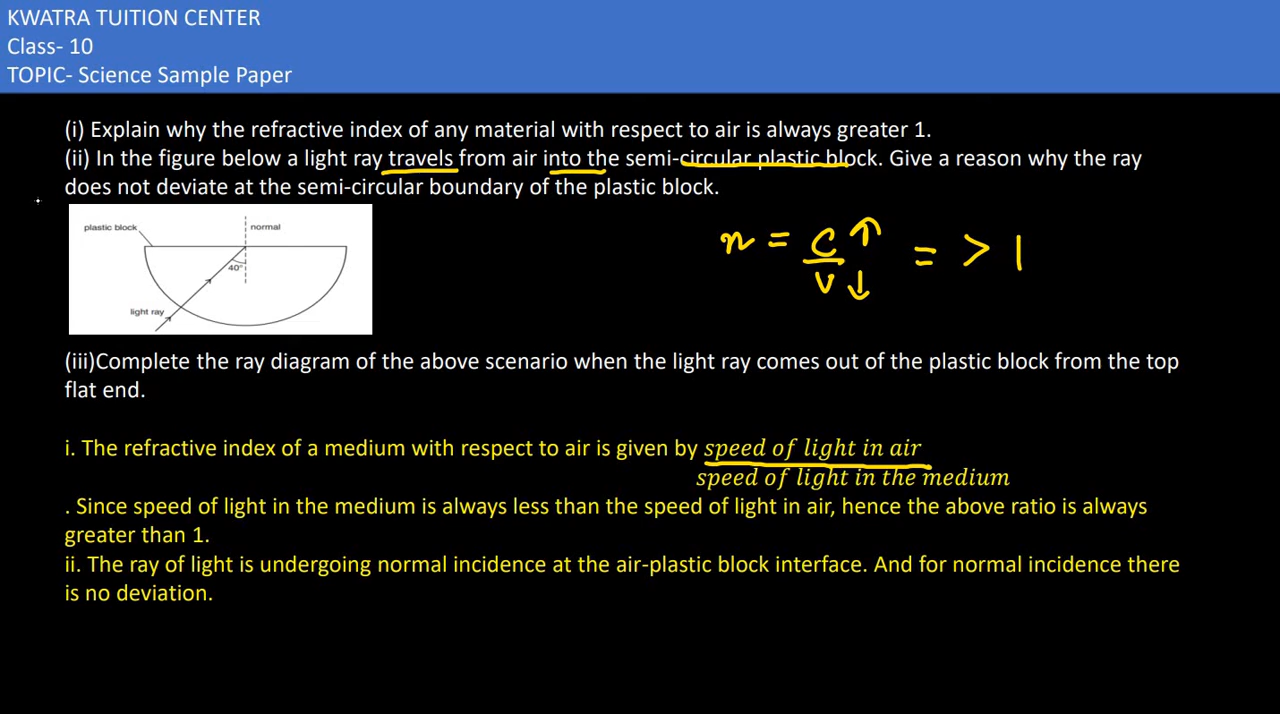 KWATRA TUITION CENTER
Class- 10
TOPIC- Science Sample Paper
(i) Explain why the refractive index of any material with respect to air is always greater 1.
(ii) In the figure below a light ray travels from air into the semi-circular plastic block. Give a reason why the ray
does not deviate at the semi-circular boundary of the plastic block.
plastic block
normal
40°
light ray
n = c↑ / v↓ = > 1
(iii)Complete the ray diagram of the above scenario when the light ray comes out of the plastic block from the top
flat end.
i. The refractive index of a medium with respect to air is given by speed of light in air
speed of light in the medium
. Since speed of light in the medium is always less than the speed of light in air, hence the above ratio is always
greater than 1.
ii. The ray of light is undergoing normal incidence at the air-plastic block interface. And for normal incidence there
is no deviation.